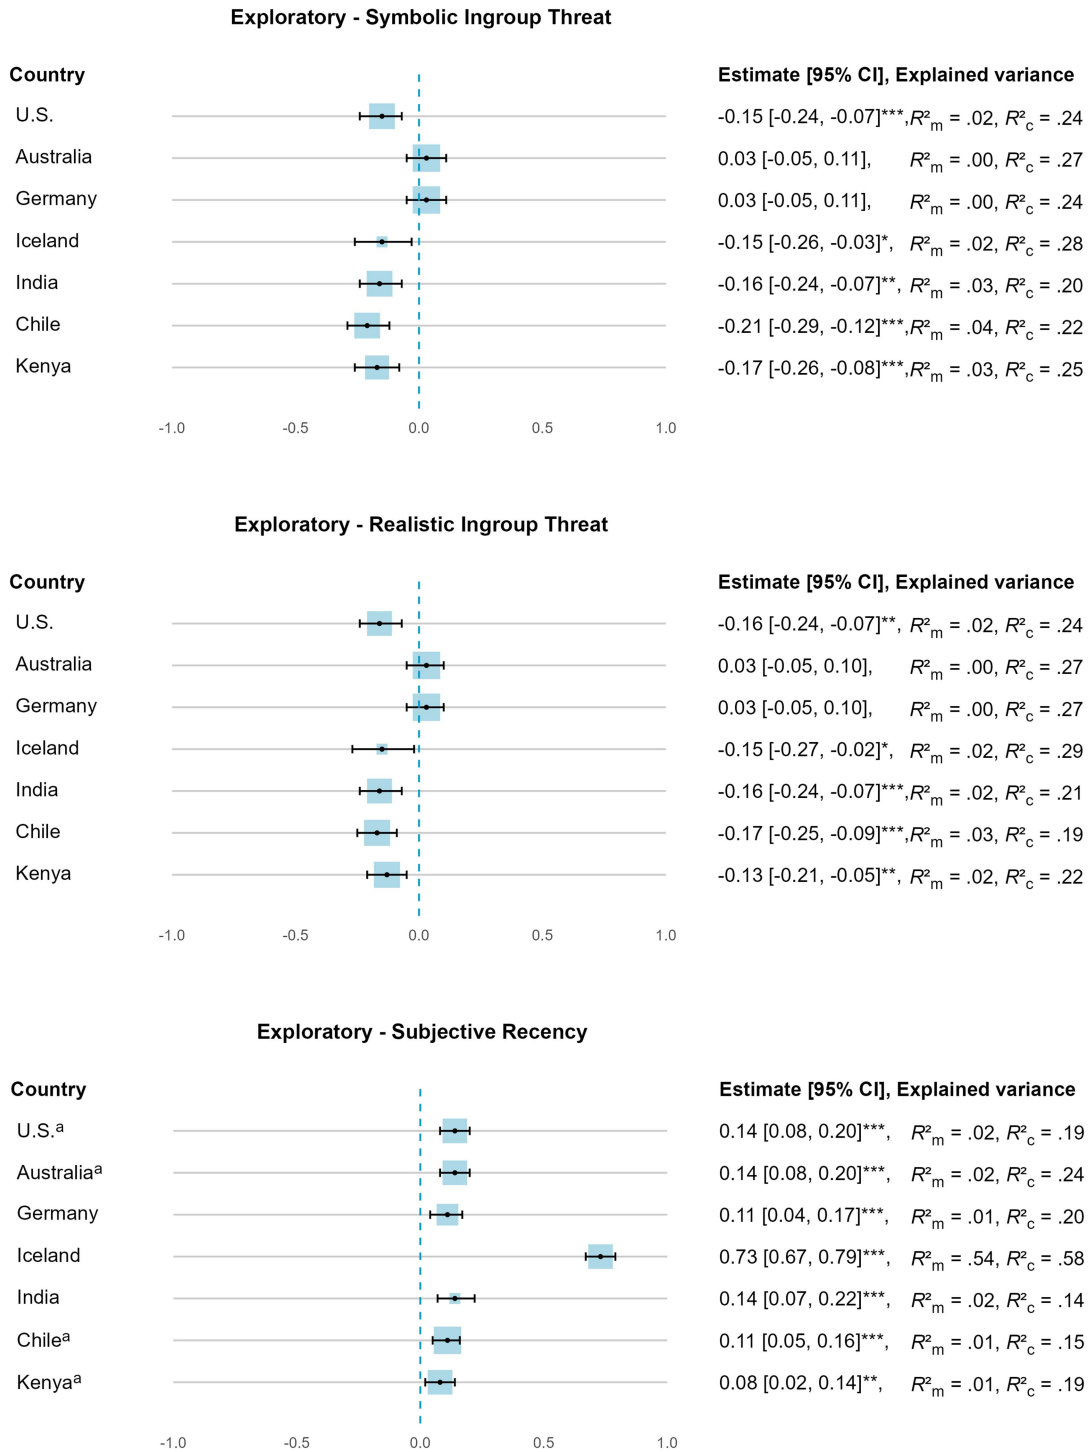 Exploratory - Symbolic Ingroup Threat
Country Estimate [95% CI], Explained variance
U.S. -0.15 [-0.24, -0.07]***, R²m = .02, R²c = .24
Australia 0.03 [-0.05, 0.11], R²m = .00, R²c = .27
Germany 0.03 [-0.05, 0.11], R²m = .00, R²c = .24
Iceland -0.15 [-0.26, -0.03]*, R²m = .02, R²c = .28
India -0.16 [-0.24, -0.07]**, R²m = .03, R²c = .20
Chile -0.21 [-0.29, -0.12]***, R²m = .04, R²c = .22
Kenya -0.17 [-0.26, -0.08]***, R²m = .03, R²c = .25
-1.0 -0.5 0.0 0.5 1.0
Exploratory - Realistic Ingroup Threat
Country Estimate [95% CI], Explained variance
U.S. -0.16 [-0.24, -0.07]**, R²m = .02, R²c = .24
Australia 0.03 [-0.05, 0.10], R²m = .00, R²c = .27
Germany 0.03 [-0.05, 0.10], R²m = .00, R²c = .27
Iceland -0.15 [-0.27, -0.02]*, R²m = .02, R²c = .29
India -0.16 [-0.24, -0.07]***, R²m = .02, R²c = .21
Chile -0.17 [-0.25, -0.09]***, R²m = .03, R²c = .19
Kenya -0.13 [-0.21, -0.05]**, R²m = .02, R²c = .22
-1.0 -0.5 0.0 0.5 1.0
Exploratory - Subjective Recency
Country Estimate [95% CI], Explained variance
U.S.ª 0.14 [0.08, 0.20]***, R²m = .02, R²c = .19
Australiaª 0.14 [0.08, 0.20]***, R²m = .02, R²c = .24
Germany 0.11 [0.04, 0.17]***, R²m = .01, R²c = .20
Iceland 0.73 [0.67, 0.79]***, R²m = .54, R²c = .58
India 0.14 [0.07, 0.22]***, R²m = .02, R²c = .14
Chileª 0.11 [0.05, 0.16]***, R²m = .01, R²c = .15
Kenyaª 0.08 [0.02, 0.14]**, R²m = .01, R²c = .19
-1.0 -0.5 0.0 0.5 1.0